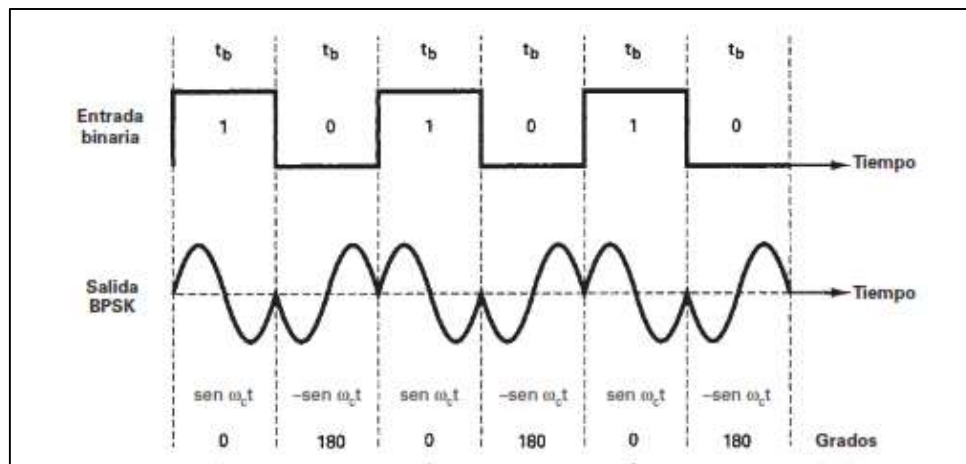 t_b t_b t_b t_b t_b t_b
Entrada
binaria
1 0 1 0 1 0
Tiempo
Salida
BPSK
Tiempo
sen ω_c t –sen ω_c t sen ω_c t –sen ω_c t sen ω_c t –sen ω_c t
0 180 0 180 0 180 Grados